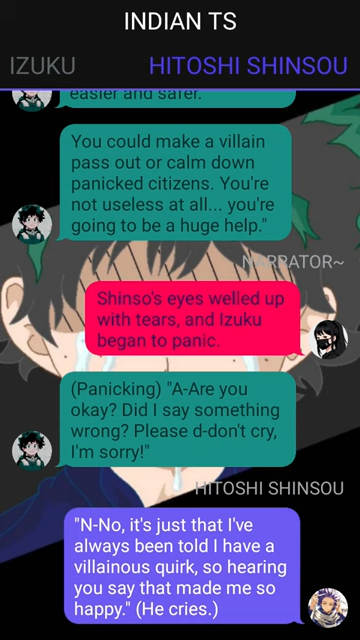 INDIAN TS
IZUKU
HITOSHI SHINSOU
easier and safer.
You could make a villain
pass out or calm down
panicked citizens. You're
not useless at all... you're
going to be a huge help."
NARRATOR~
Shinso's eyes welled up
with tears, and Izuku
began to panic.
(Panicking) "A-Are you
okay? Did I say something
wrong? Please d-don't cry,
I'm sorry!"
HITOSHI SHINSOU
"N-No, it's just that I've
always been told I have a
villainous quirk, so hearing
you say that made me so
happy." (He cries.)